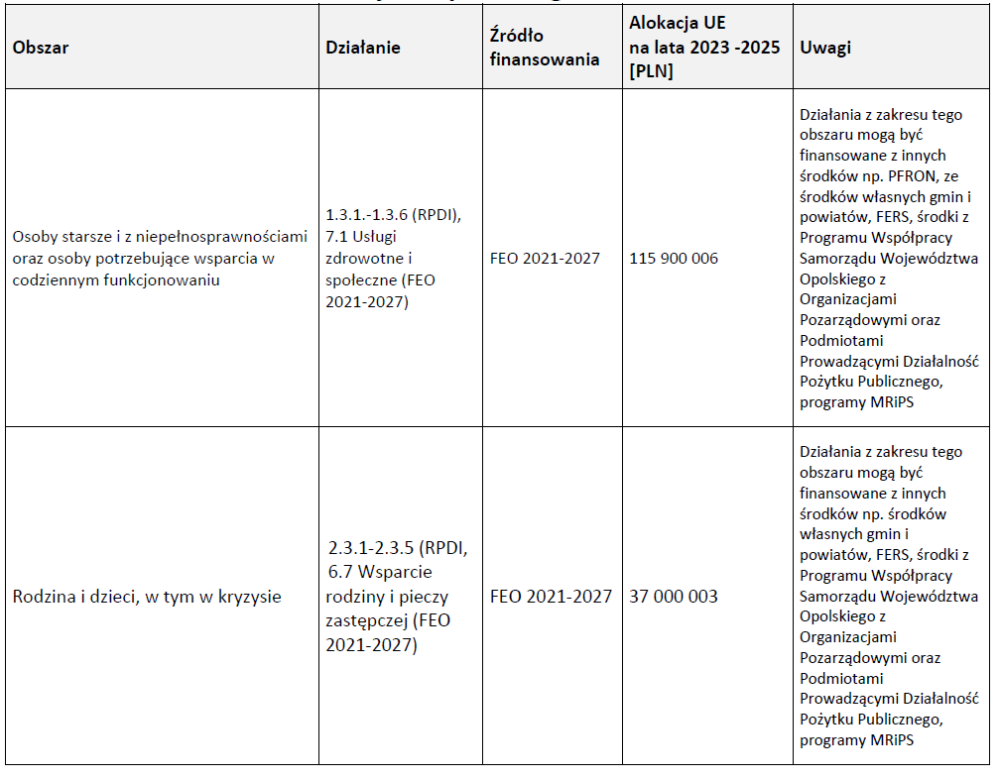 Obszar
Działanie
Źródło
finansowania
Alokacja UE
na lata 2023 -2025
[PLN]
Uwagi
Osoby starsze i z niepełnosprawnościami
oraz osoby potrzebujące wsparcia w
codziennym funkcjonowaniu
1.3.1.-1.3.6 (RPDI),
7.1 Usługi
zdrowotne i
społeczne (FEO
2021-2027)
FEO 2021-2027
115 900 006
Działania z zakresu tego
obszaru mogą być
finansowane z innych
środków np. PFRON, ze
środków własnych gmin i
powiatów, FERS, środki z
Programu Współpracy
Samorządu Województwa
Opolskiego z
Organizacjami
Pozarządowymi oraz
Podmiotami
Prowadzącymi Działalność
Pożytku Publicznego,
programy MRiPS
Rodzina i dzieci, w tym w kryzysie
2.3.1-2.3.5 (RPDI,
6.7 Wsparcie
rodziny i pieczy
zastępczej (FEO
2021-2027)
FEO 2021-2027
37 000 003
Działania z zakresu tego
obszaru mogą być
finansowane z innych
środków np. środków
własnych gmin i
powiatów, FERS, środki z
Programu Współpracy
Samorządu Województwa
Opolskiego z
Organizacjami
Pozarządowymi oraz
Podmiotami
Prowadzącymi Działalność
Pożytku Publicznego,
programy MRiPS